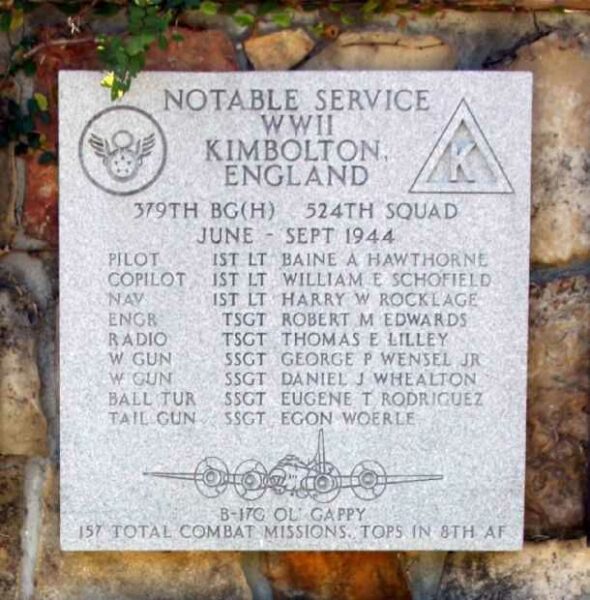 NOTABLE SERVICE
WWII
KIMBOLTON,
ENGLAND
K
379TH BG(H) 524TH SQUAD
JUNE - SEPT 1944
PILOT 1ST LT BAINE A HAWTHORNE
COPILOT 1ST LT WILLIAM E SCHOFIELD
NAV 1ST LT HARRY W ROCKLAGE
ENGR TSGT ROBERT M EDWARDS
RADIO TSGT THOMAS E LILLEY
W GUN SSGT GEORGE P WENSEL JR
W GUN SSGT DANIEL J WHEALTON
BALL TUR SSGT EUGENE T RODRIGUEZ
TAIL GUN SSGT EGON WOERLE
B-17G OL' GAPPY
157 TOTAL COMBAT MISSIONS. TOPS IN 8TH AF